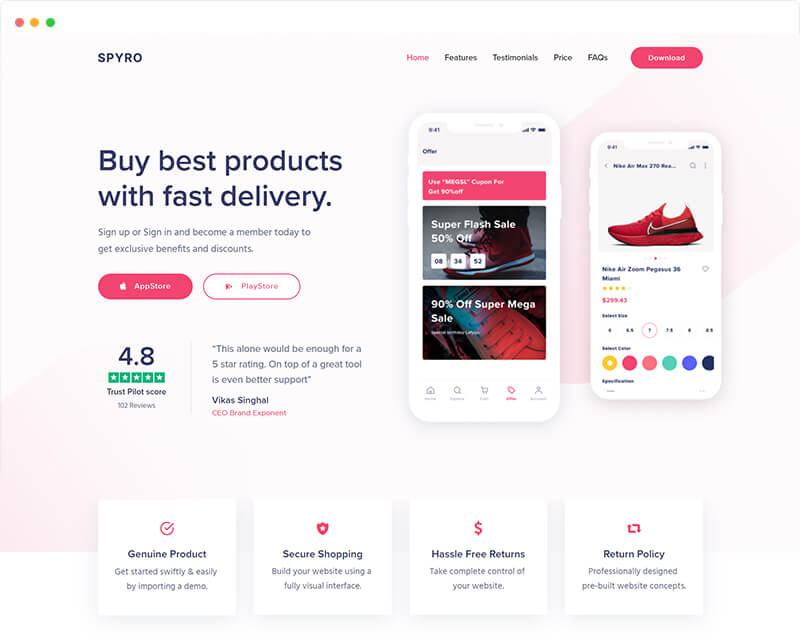 SPYRO
Home Features Testimonials Price FAQs Download
Buy best products
with fast delivery.
Sign up or Sign in and become a member today to
get exclusive benefits and discounts.
AppStore
PlayStore
4.8
Trust Pilot score
102 Reviews
“This alone would be enough for a
5 star rating. On top of a great tool
is even better support”
Vikas Singhal
CEO Brand Exponent
9:41
Offer
Use "MEGSL" Cupon For
Get 90%off
Super Flash Sale
50% Off
08 34 52
90% Off Super Mega
Sale
Special birthday
Home Explore Cart Offer Account
9:41
Nike Air Max 270 Rea...
Nike Air Zoom Pegasus 36
Miami
$299.43
Select Size
6 6.5 7 7.5 8 8.5
Select Color
Specification
Genuine Product
Get started swiftly & easily
by importing a demo.
Secure Shopping
Build your website using a
fully visual interface.
Hassle Free Returns
Take complete control of
your website.
Return Policy
Professionally designed
pre-built website concepts.